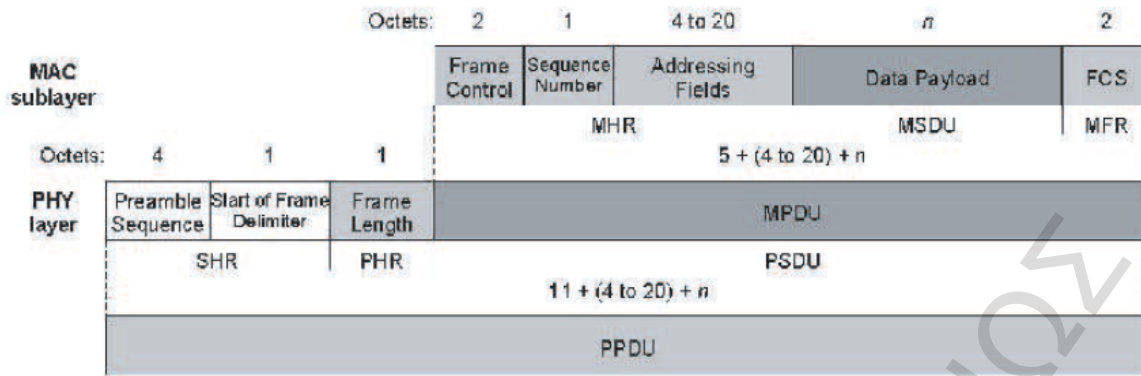 Octets: 2 1 4 to 20 n 2
MAC sublayer
Frame Control
Sequence Number
Addressing Fields
Data Payload
FCS
MHR MSDU MFR
Octets: 4 1 1 5 + (4 to 20) + n
PHY layer
Preamble Sequence
Start of Frame Delimiter
Frame Length
MPDU
SHR PHR PSDU
11 + (4 to 20) + n
PPDU
ΩΣ